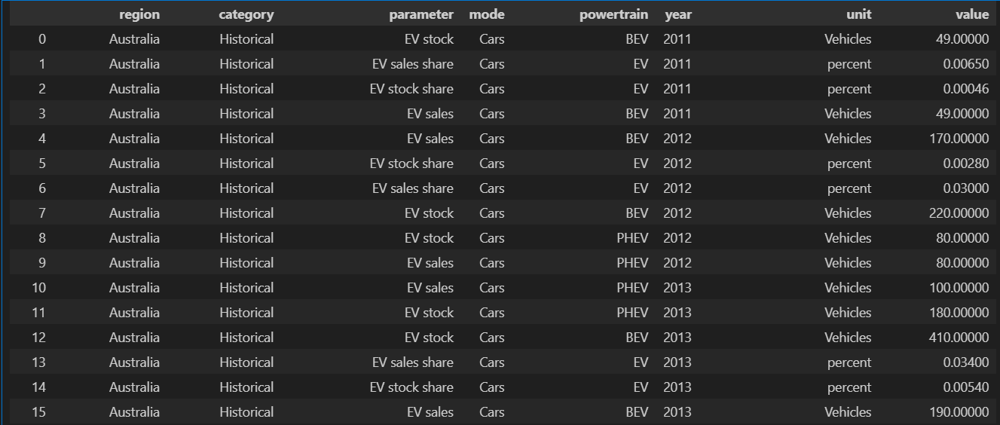 region category parameter mode powertrain year unit value
0 Australia Historical EV stock Cars BEV 2011 Vehicles 49.00000
1 Australia Historical EV sales share Cars EV 2011 percent 0.00650
2 Australia Historical EV stock share Cars EV 2011 percent 0.00046
3 Australia Historical EV sales Cars BEV 2011 Vehicles 49.00000
4 Australia Historical EV sales Cars BEV 2012 Vehicles 170.00000
5 Australia Historical EV stock share Cars EV 2012 percent 0.00280
6 Australia Historical EV sales share Cars EV 2012 percent 0.03000
7 Australia Historical EV stock Cars BEV 2012 Vehicles 220.00000
8 Australia Historical EV stock Cars PHEV 2012 Vehicles 80.00000
9 Australia Historical EV sales Cars PHEV 2012 Vehicles 80.00000
10 Australia Historical EV sales Cars PHEV 2013 Vehicles 100.00000
11 Australia Historical EV stock Cars PHEV 2013 Vehicles 180.00000
12 Australia Historical EV stock Cars BEV 2013 Vehicles 410.00000
13 Australia Historical EV sales share Cars EV 2013 percent 0.03400
14 Australia Historical EV stock share Cars EV 2013 percent 0.00540
15 Australia Historical EV sales Cars BEV 2013 Vehicles 190.00000